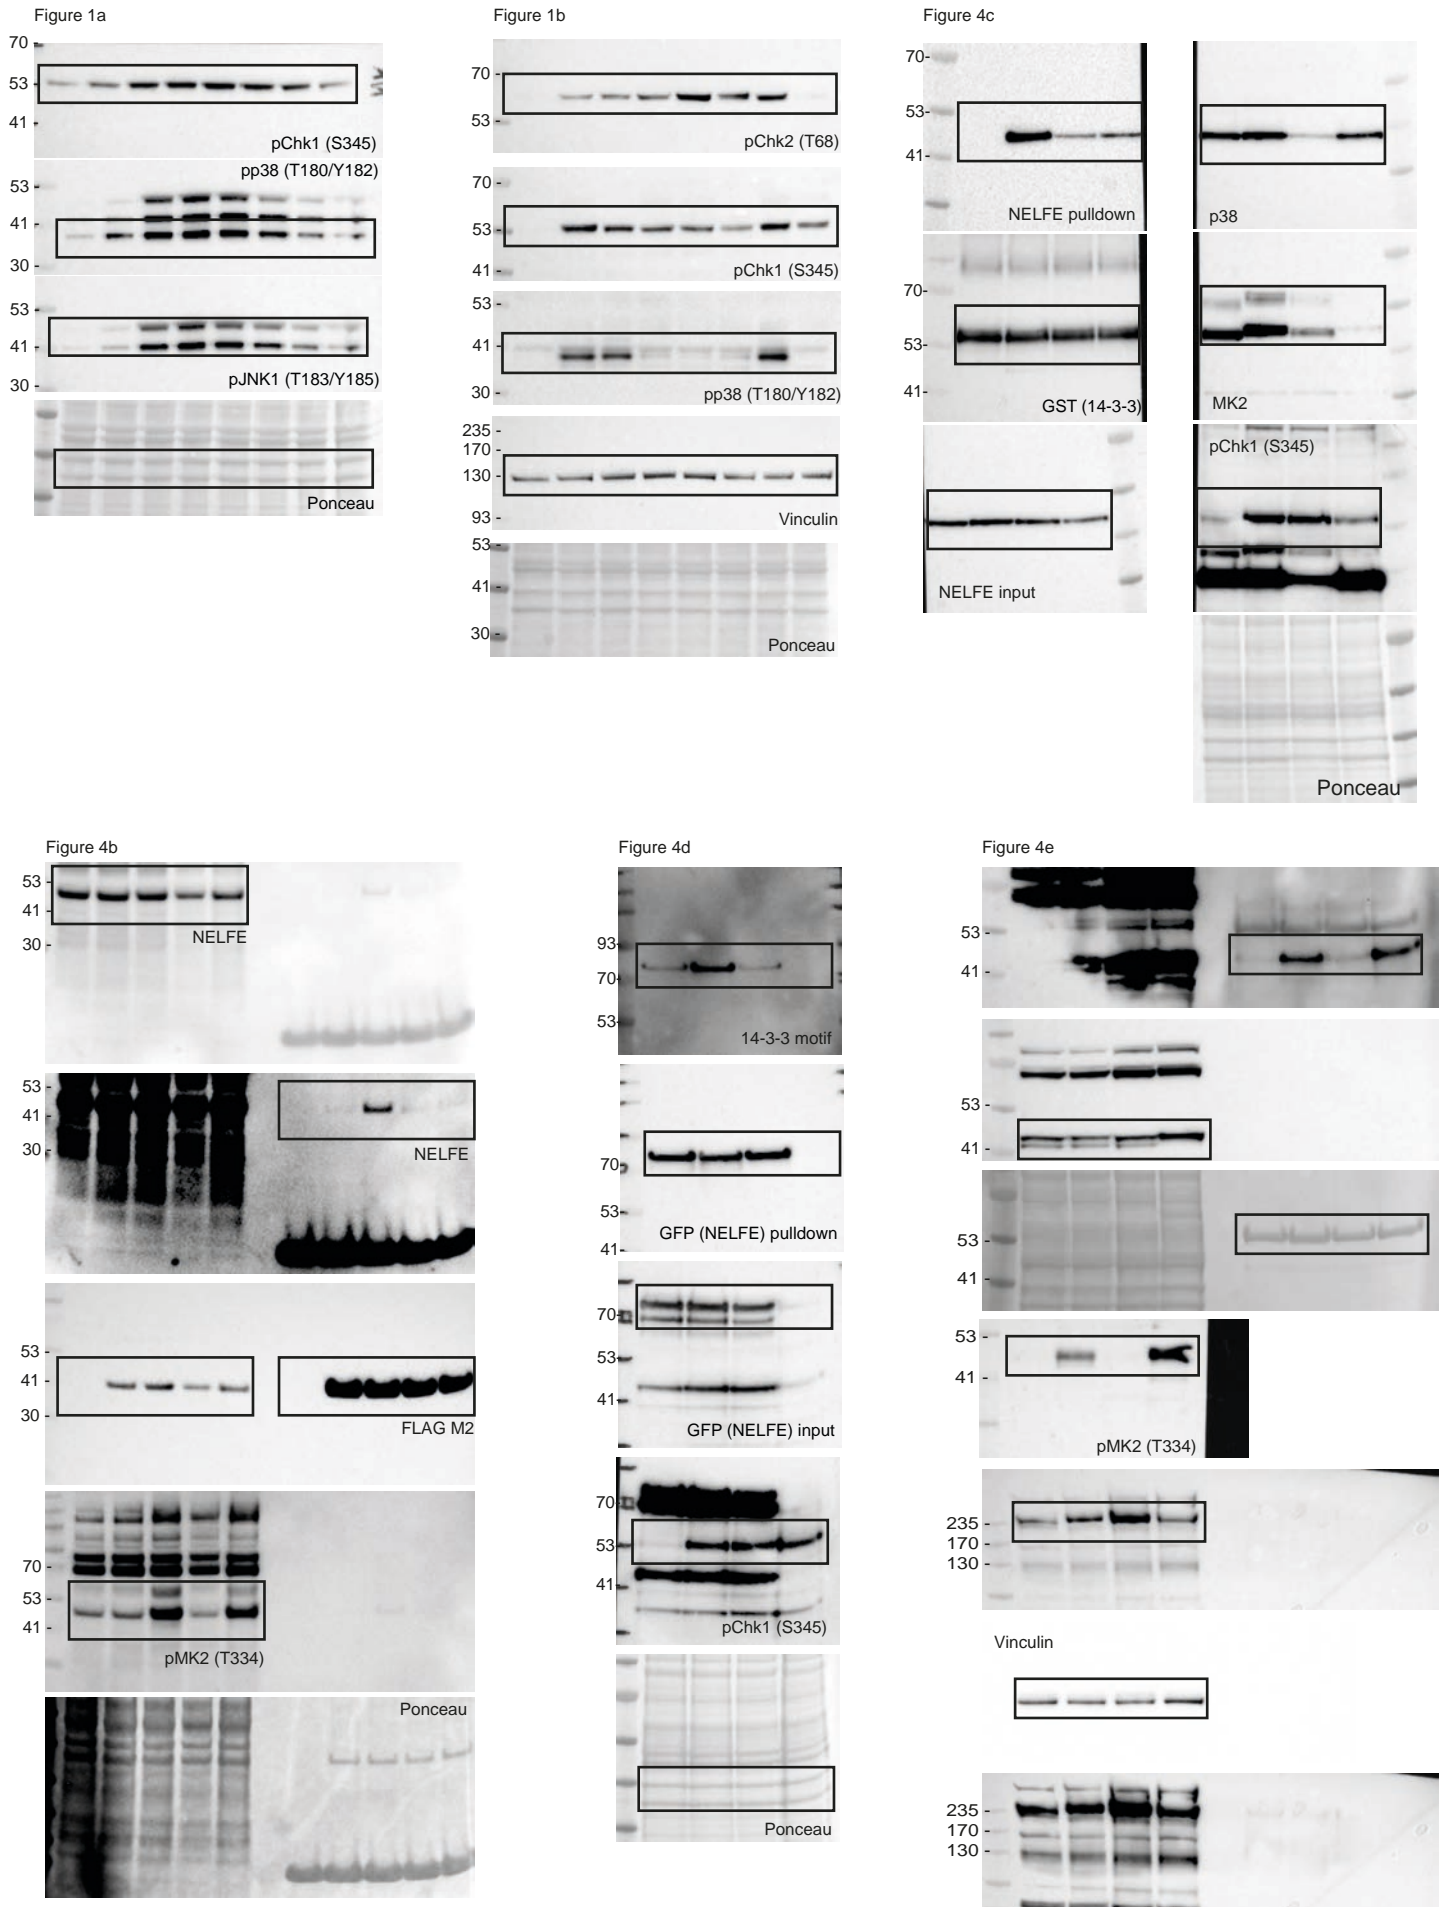 Figure 1a
70
53
41
pChk1 (S345)
pp38 (T180/Y182)
53
41
30
53
41
30
pJNK1 (T183/Y185)
Ponceau
Figure 1b
70
53
pChk2 (T68)
70
53
41
pChk1 (S345)
53
41
30
pp38 (T180/Y182)
235
170
130
93
Vinculin
53
41
30
Ponceau
Figure 4c
70
53
41
NELFE pulldown
70
53
41
GST (14-3-3)
NELFE input
p38
MK2
pChk1 (S345)
Ponceau
Figure 4b
53
41
30
NELFE
53
41
30
NELFE
53
41
30
FLAG M2
70
53
41
pMK2 (T334)
Ponceau
Figure 4d
93
70
53
14-3-3 motif
70
53
41
GFP (NELFE) pulldown
70
53
41
GFP (NELFE) input
70
53
41
pChk1 (S345)
Ponceau
Figure 4e
53
41
53
41
53
41
53
41
pMK2 (T334)
235
170
130
Vinculin
235
170
130